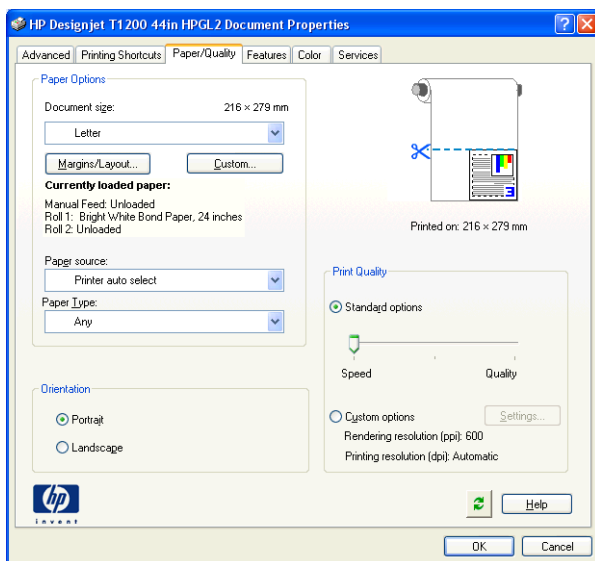 HP Designjet T1200 44in HPGL2 Document Properties
Advanced Printing Shortcuts Paper/Quality Features Color Services
Paper Options
Document size: 216 × 279 mm
Letter
Margins/Layout... Custom...
Currently loaded paper:
Manual Feed: Unloaded
Roll 1: Bright White Bond Paper, 24 inches
Roll 2: Unloaded
Paper source:
Printer auto select
Paper Type:
Any
Orientation
Portrait
Landscape
Printed on: 216 × 279 mm
Print Quality
Standard options
Speed Quality
Custom options Settings...
Rendering resolution (ppi): 600
Printing resolution (dpi): Automatic
hp
invent
Help
OK Cancel